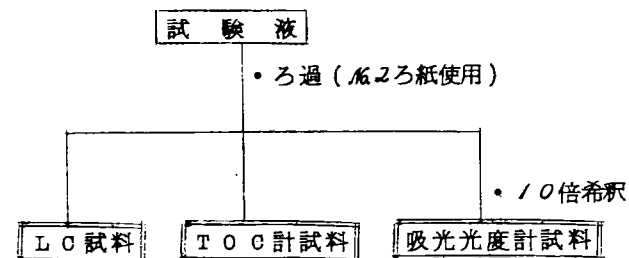 試験液
・ろ過(№2ろ紙使用)
・10倍希釈
LC試料
TOC計試料
吸光光度計試料